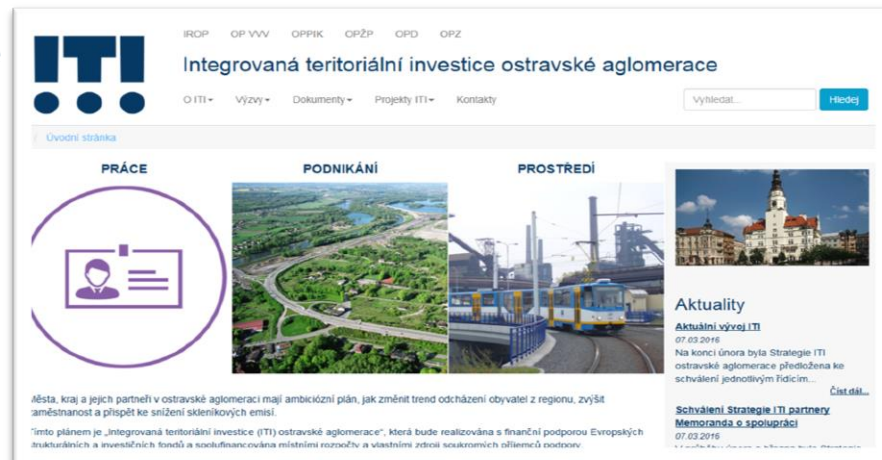 IROP OP VVV OPPIK OPŽP OPD OPZ
ITI
Integrovaná teritoriální investice ostravské aglomerace
O ITI Výzvy Dokumenty Projekty ITI Kontakty
Vyhledat... Hledej
/ Úvodní stránka
PRÁCE PODNIKÁNÍ PROSTŘEDÍ
Města, kraj a jejich partneři v ostravské aglomeraci mají ambiciózní plán, jak změnit trend odcházení obyvatel z regionu, zvýšit
zaměstnanost a přispět ke snížení skleníkových emisí.
Tímto plánem je „Integrovaná teritoriální investice (ITI) ostravské aglomerace“, která bude realizována s finanční podporou Evropských
strukturálních a investičních fondů a spolufinancována místními rozpočty a vlastními zdroji soukromých příjemců podpory.
Aktuality
Aktuální vývoj ITI
07.03.2016
Na konci února byla Strategie ITI
ostravské aglomerace předložena ke
schválení jednotlivým řídícím...
Číst dál...
Schválení Strategie ITI partnery
Memoranda o spolupráci
07.03.2016